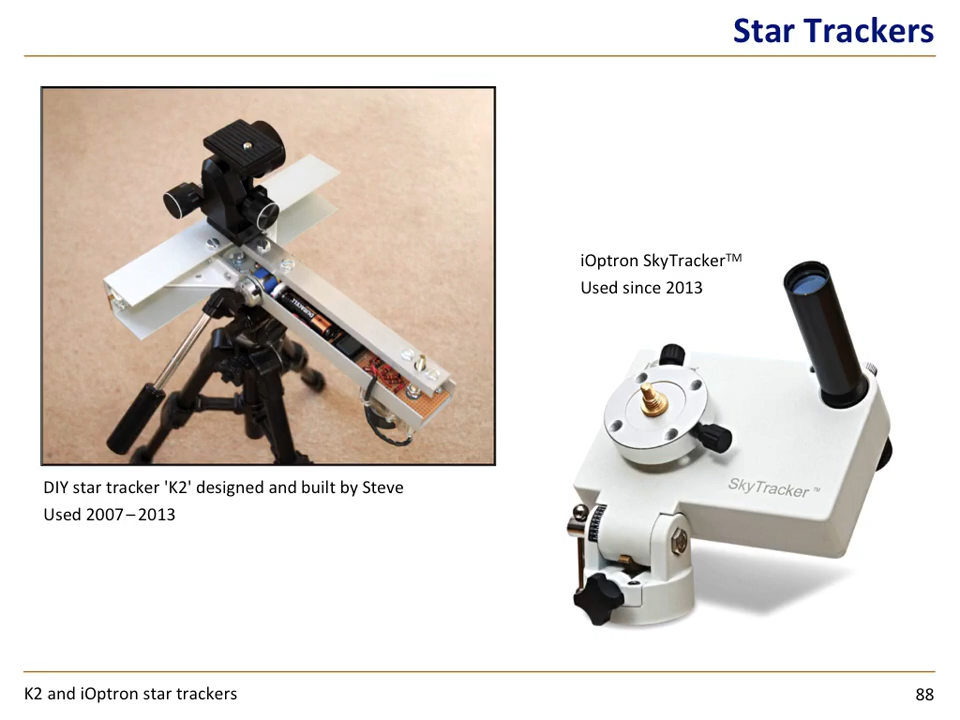 Star Trackers
iOptron SkyTracker™
Used since 2013
SkyTracker™
DURACELL
DIY star tracker 'K2' designed and built by Steve
Used 2007–2013
K2 and iOptron star trackers
88